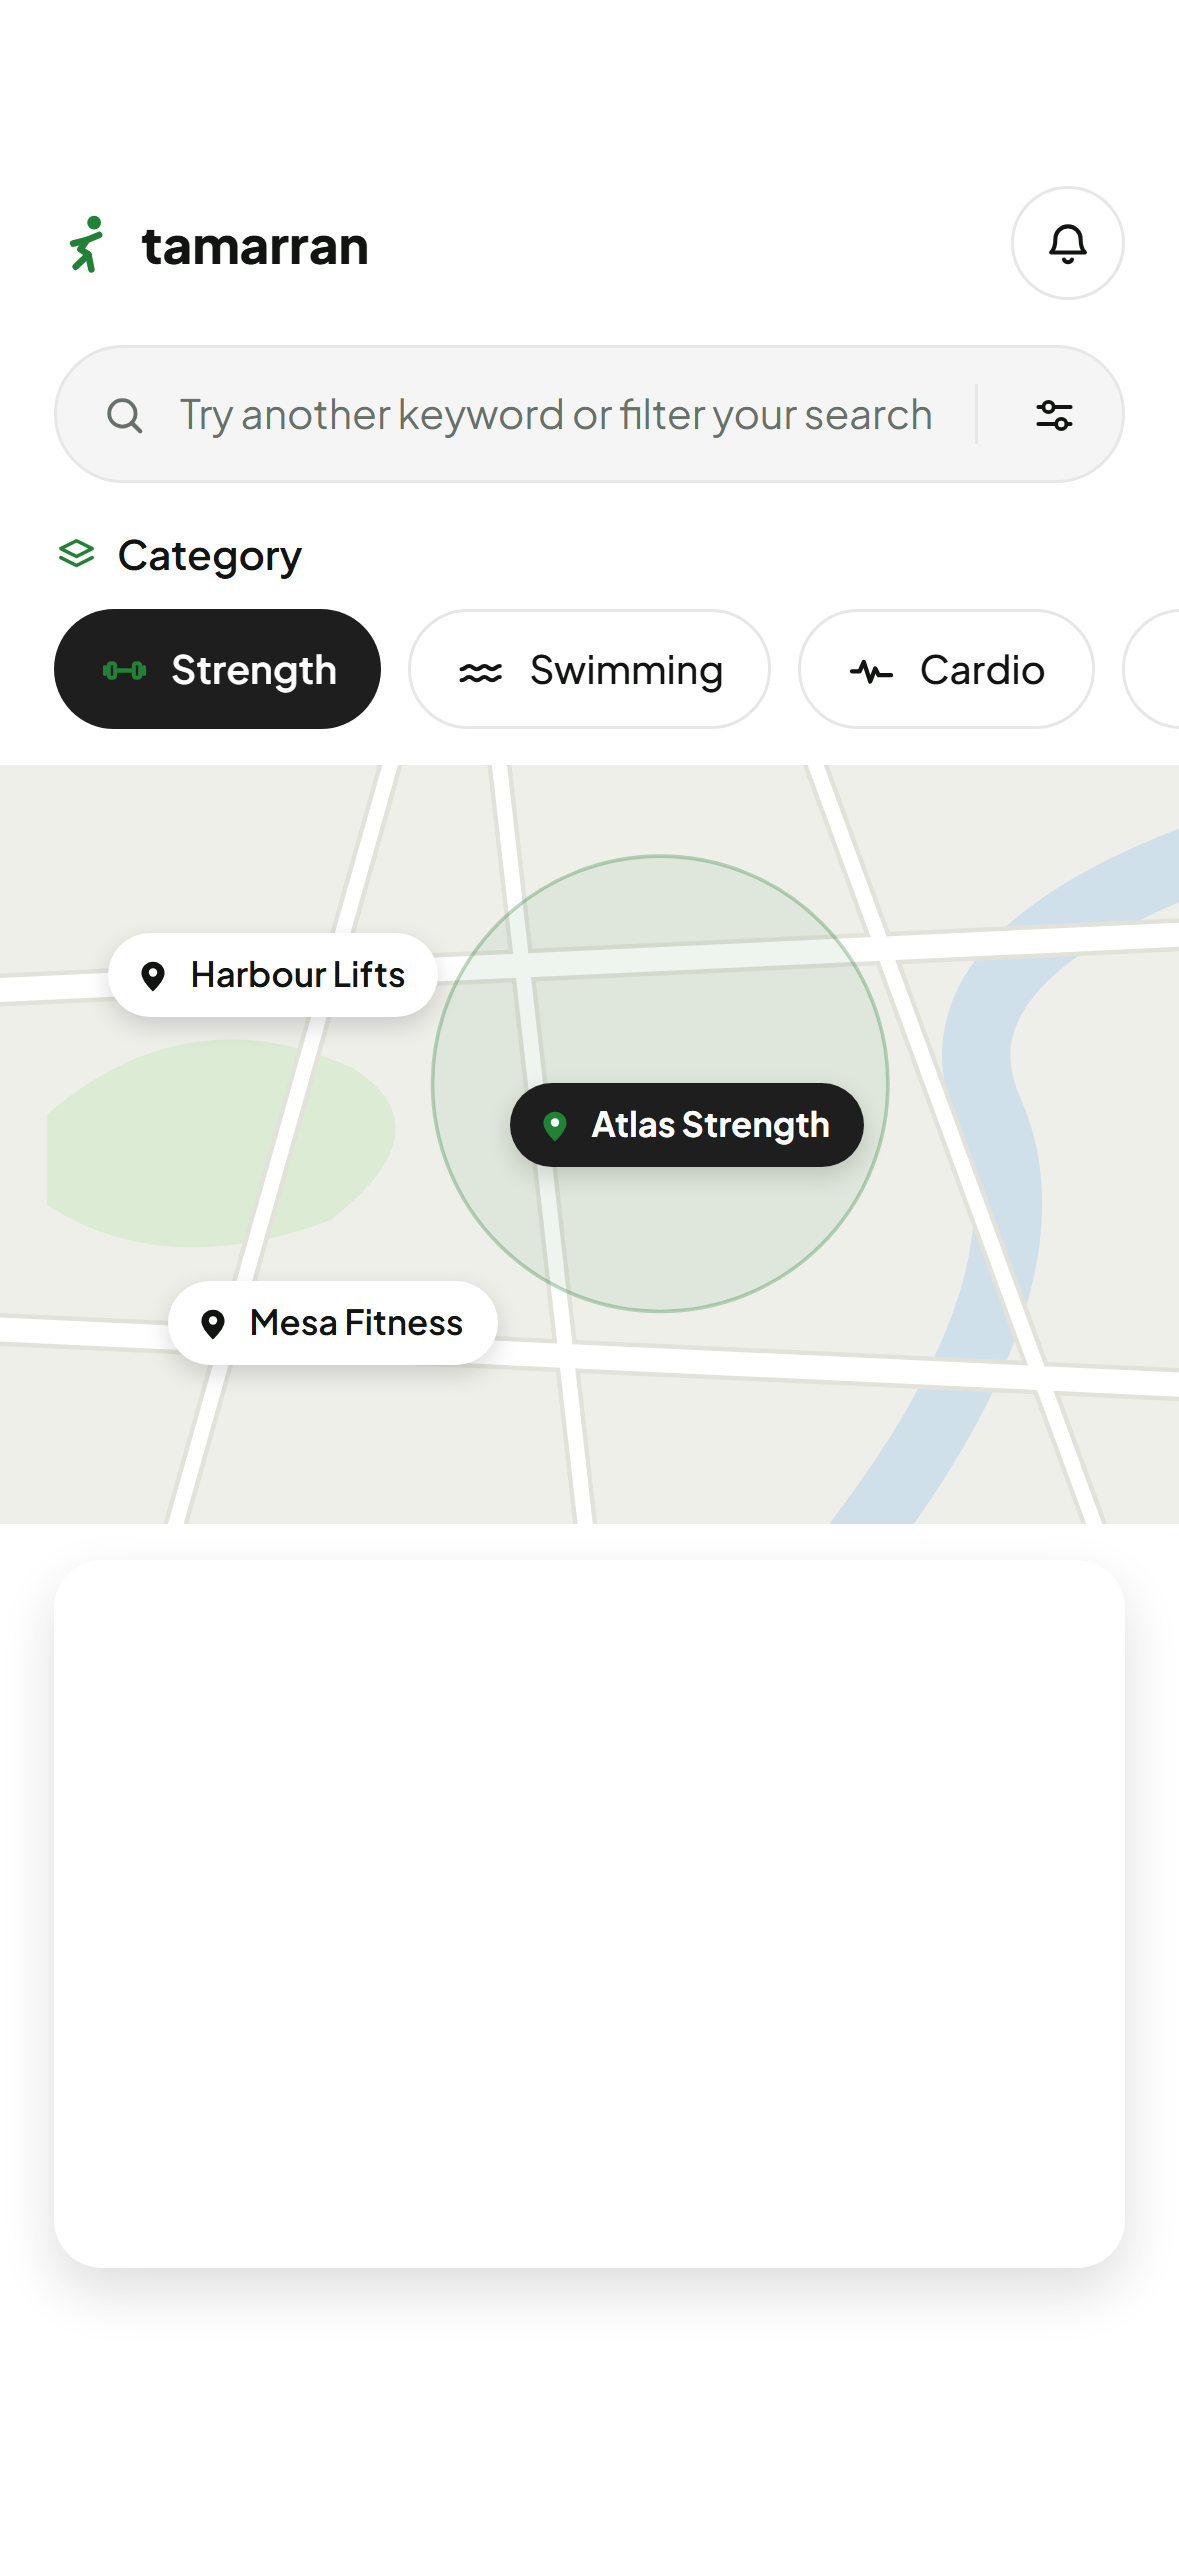 tamarran
Try another keyword or filter your search
Category
Strength
Swimming
Cardio
Harbour Lifts
Atlas Strength
Mesa Fitness